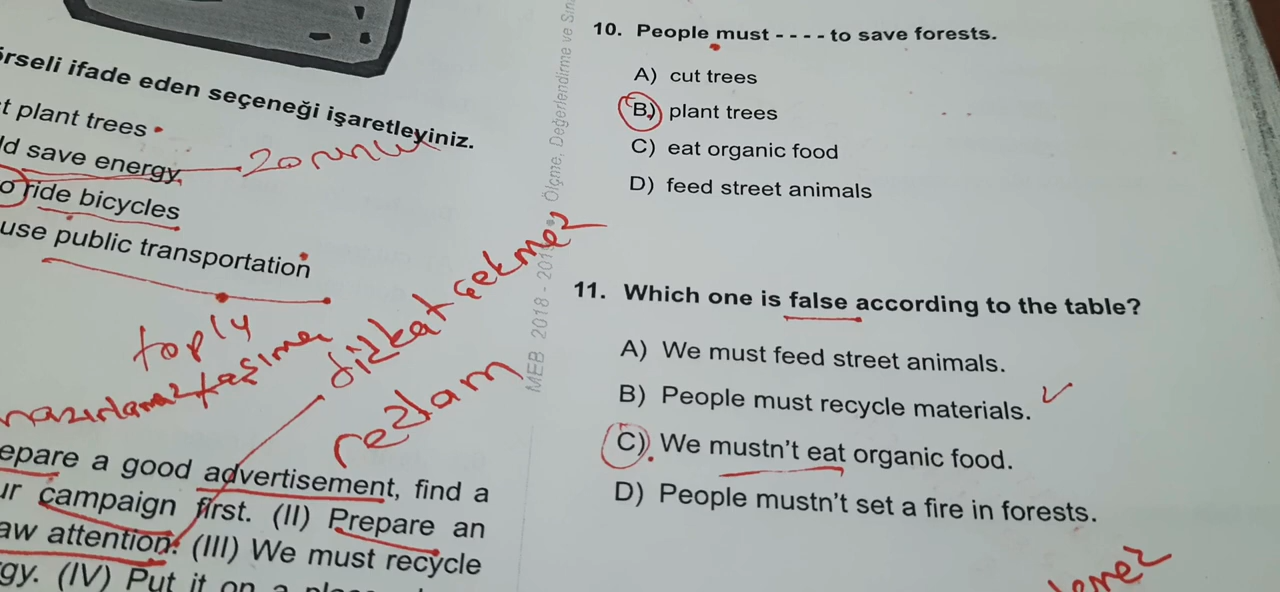 rseli ifade eden seçeneği işaretleyiniz.
t plant trees
ld save energy.
o ride bicycles
use public transportation
toplu
taşıma
dikkat çekmez
reklam
epare a good advertisement, find a
ur campaign first. (II) Prepare an
aw attention. (III) We must recycle
gy. (IV) Put it on a
MEB 2018 - 201 Ölçme, Değerlendirme ve Sın
10. People must - - - - to save forests.
A) cut trees
B) plant trees
C) eat organic food
D) feed street animals
11. Which one is false according to the table?
A) We must feed street animals.
B) People must recycle materials.
C) We mustn't eat organic food.
D) People mustn't set a fire in forests.